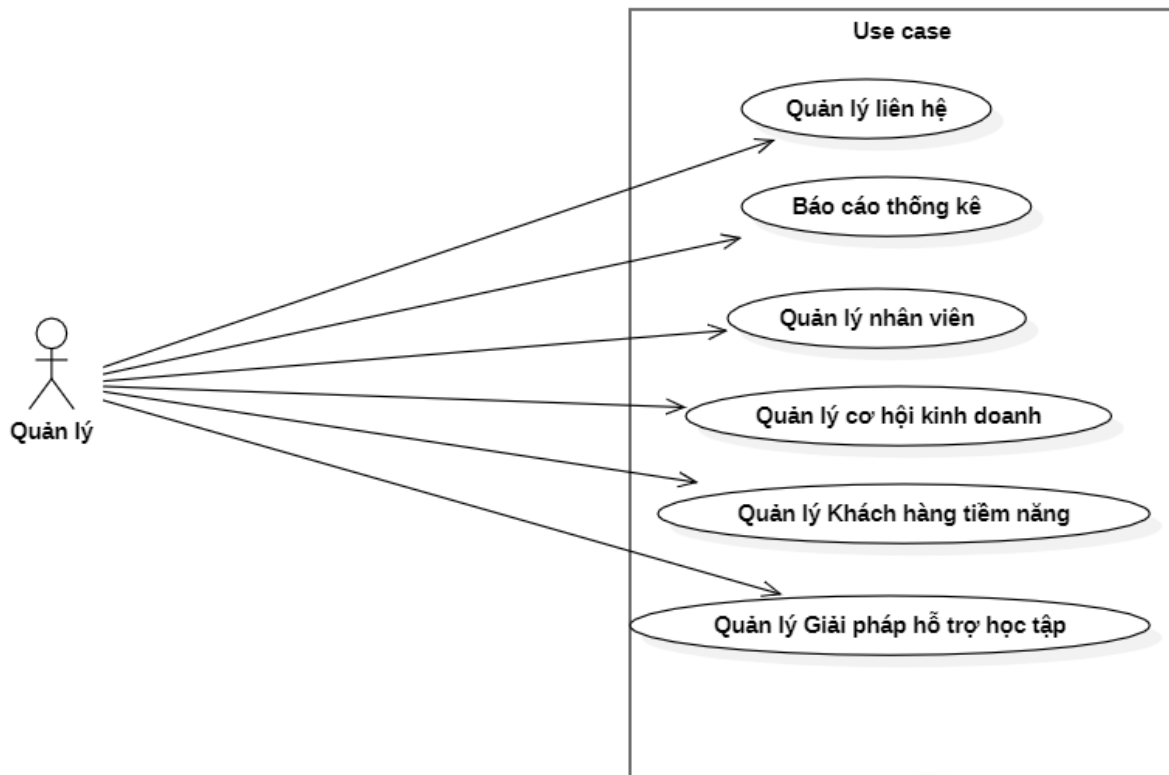 Use case
Quản lý liên hệ
Báo cáo thống kê
Quản lý nhân viên
Quản lý
Quản lý cơ hội kinh doanh
Quản lý Khách hàng tiềm năng
Quản lý Giải pháp hỗ trợ học tập